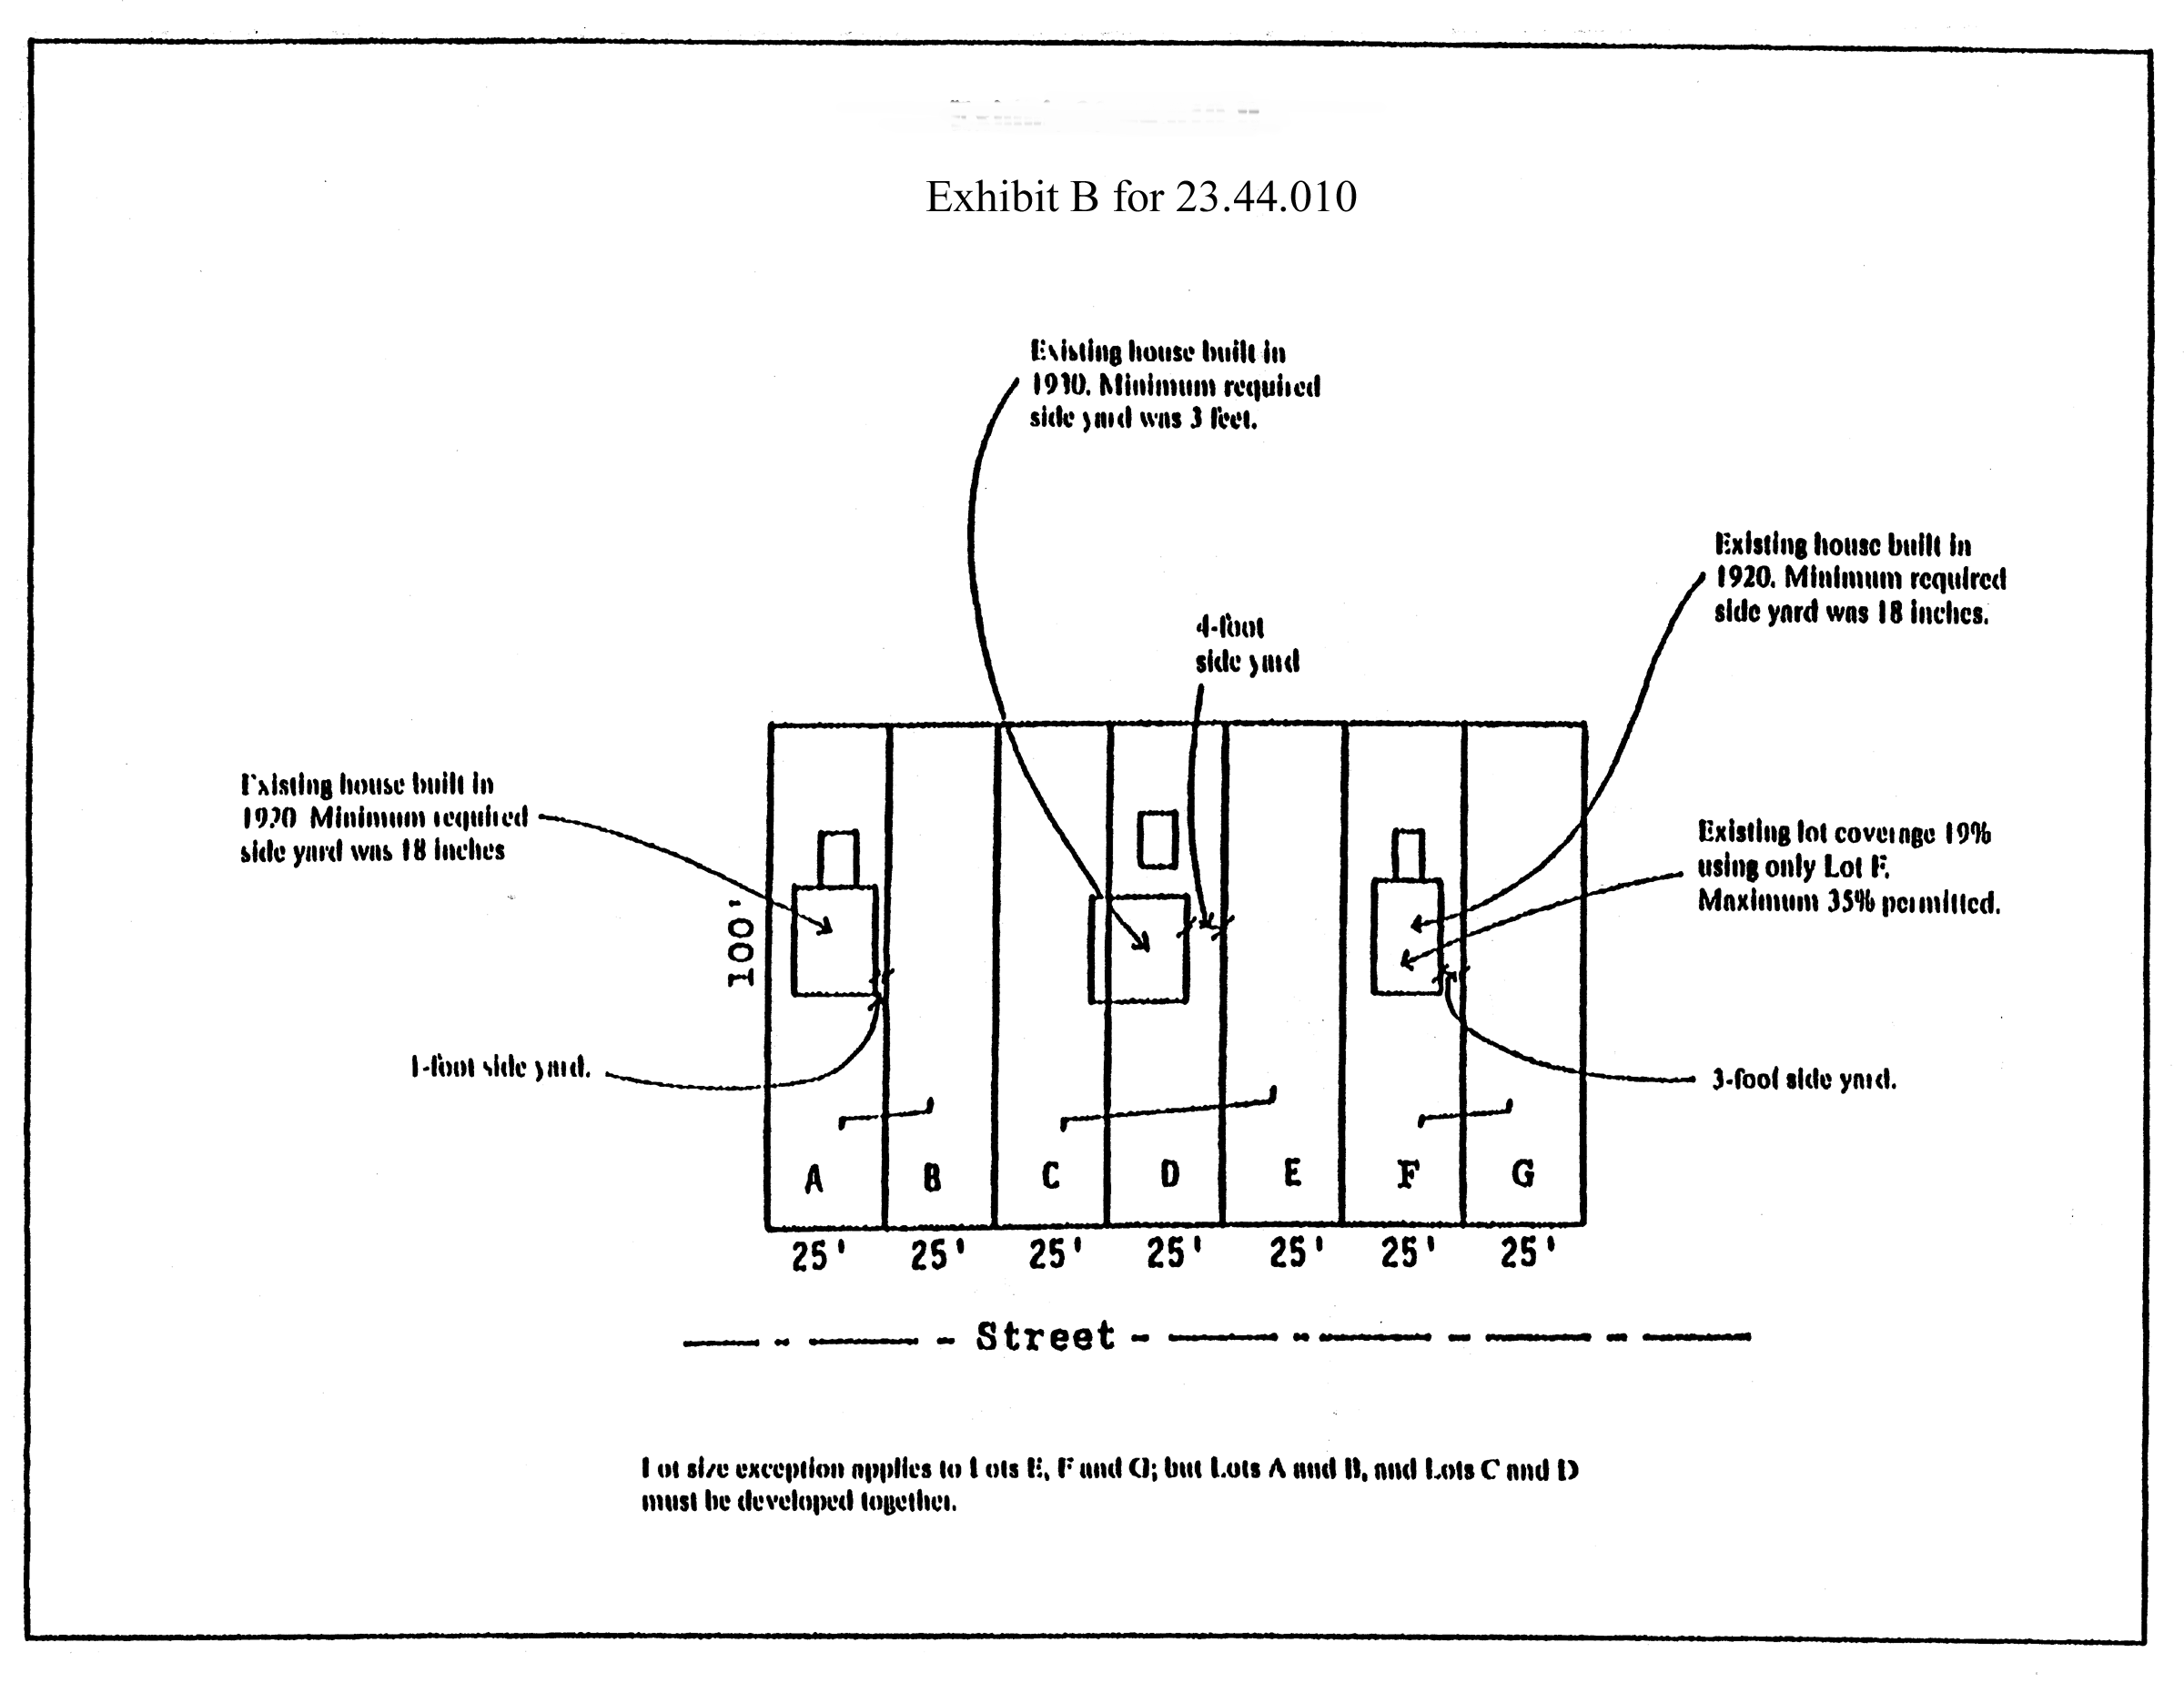 Exhibit B for 23.44.010
Existing house built in
1930. Minimum required
side yard was 3 feet.
Existing house built in
1920. Minimum required
side yard was 18 inches.
4-foot
side yard
Existing house built in
1920 Minimum required
side yard was 18 inches
Existing lot coverage 19%
using only Lot F.
Maximum 35% permitted.
100'
1-foot side yard.
3-foot side yard.
A B C D E F G
25' 25' 25' 25' 25' 25' 25'
Street
Lot size exception applies to Lots E, F and G; but Lots A and B, and Lots C and D
must be developed together.